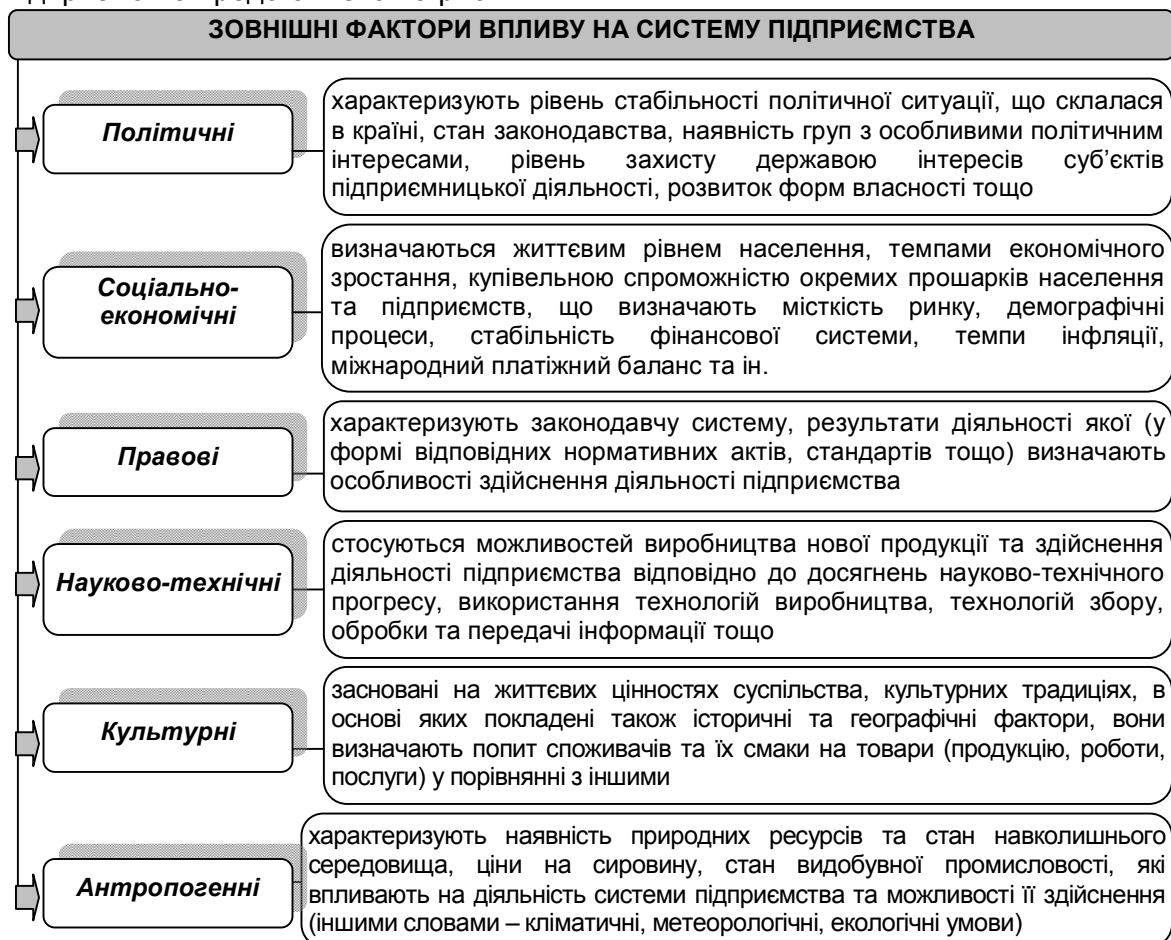 ЗОВНІШНІ ФАКТОРИ ВПЛИВУ НА СИСТЕМУ ПІДПРИЄМСТВА
Політичні
характеризують рівень стабільності політичної ситуації, що склалася
в країні, стан законодавства, наявність груп з особливими політичним
інтересами, рівень захисту державою інтересів суб’єктів
підприємницької діяльності, розвиток форм власності тощо
Соціально-
економічні
визначаються життєвим рівнем населення, темпами економічного
зростання, купівельною спроможністю окремих прошарків населення
та підприємств, що визначають місткість ринку, демографічні
процеси, стабільність фінансової системи, темпи інфляції,
міжнародний платіжний баланс та ін.
Правові
характеризують законодавчу систему, результати діяльності якої (у
формі відповідних нормативних актів, стандартів тощо) визначають
особливості здійснення діяльності підприємства
Науково-технічні
стосуються можливостей виробництва нової продукції та здійснення
діяльності підприємства відповідно до досягнень науково-технічного
прогресу, використання технологій виробництва, технологій збору,
обробки та передачі інформації тощо
Культурні
засновані на життєвих цінностях суспільства, культурних традиціях, в
основі яких покладені також історичні та географічні фактори, вони
визначають попит споживачів та їх смаки на товари (продукцію, роботи,
послуги) у порівнянні з іншими
Антропогенні
характеризують наявність природних ресурсів та стан навколишнього
середовища, ціни на сировину, стан видобувної промисловості, які
впливають на діяльність системи підприємства та можливості її здійснення
(іншими словами – кліматичні, метеорологічні, екологічні умови)